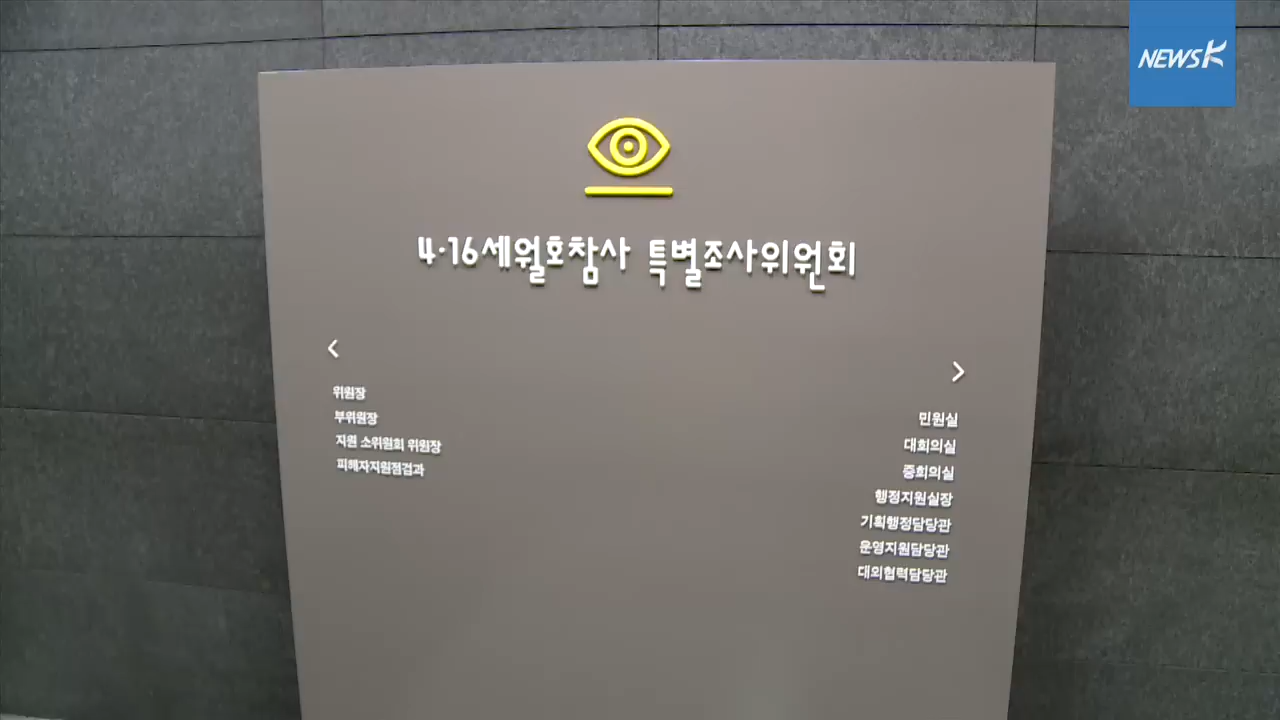 NEWSK
4·16세월호참사 특별조사위원회
<
위원장
부위원장
지원 소위원회 위원장
피해자지원점검과
>
민원실
대회의실
중회의실
행정지원실장
기획행정담당관
운영지원담당관
대외협력담당관